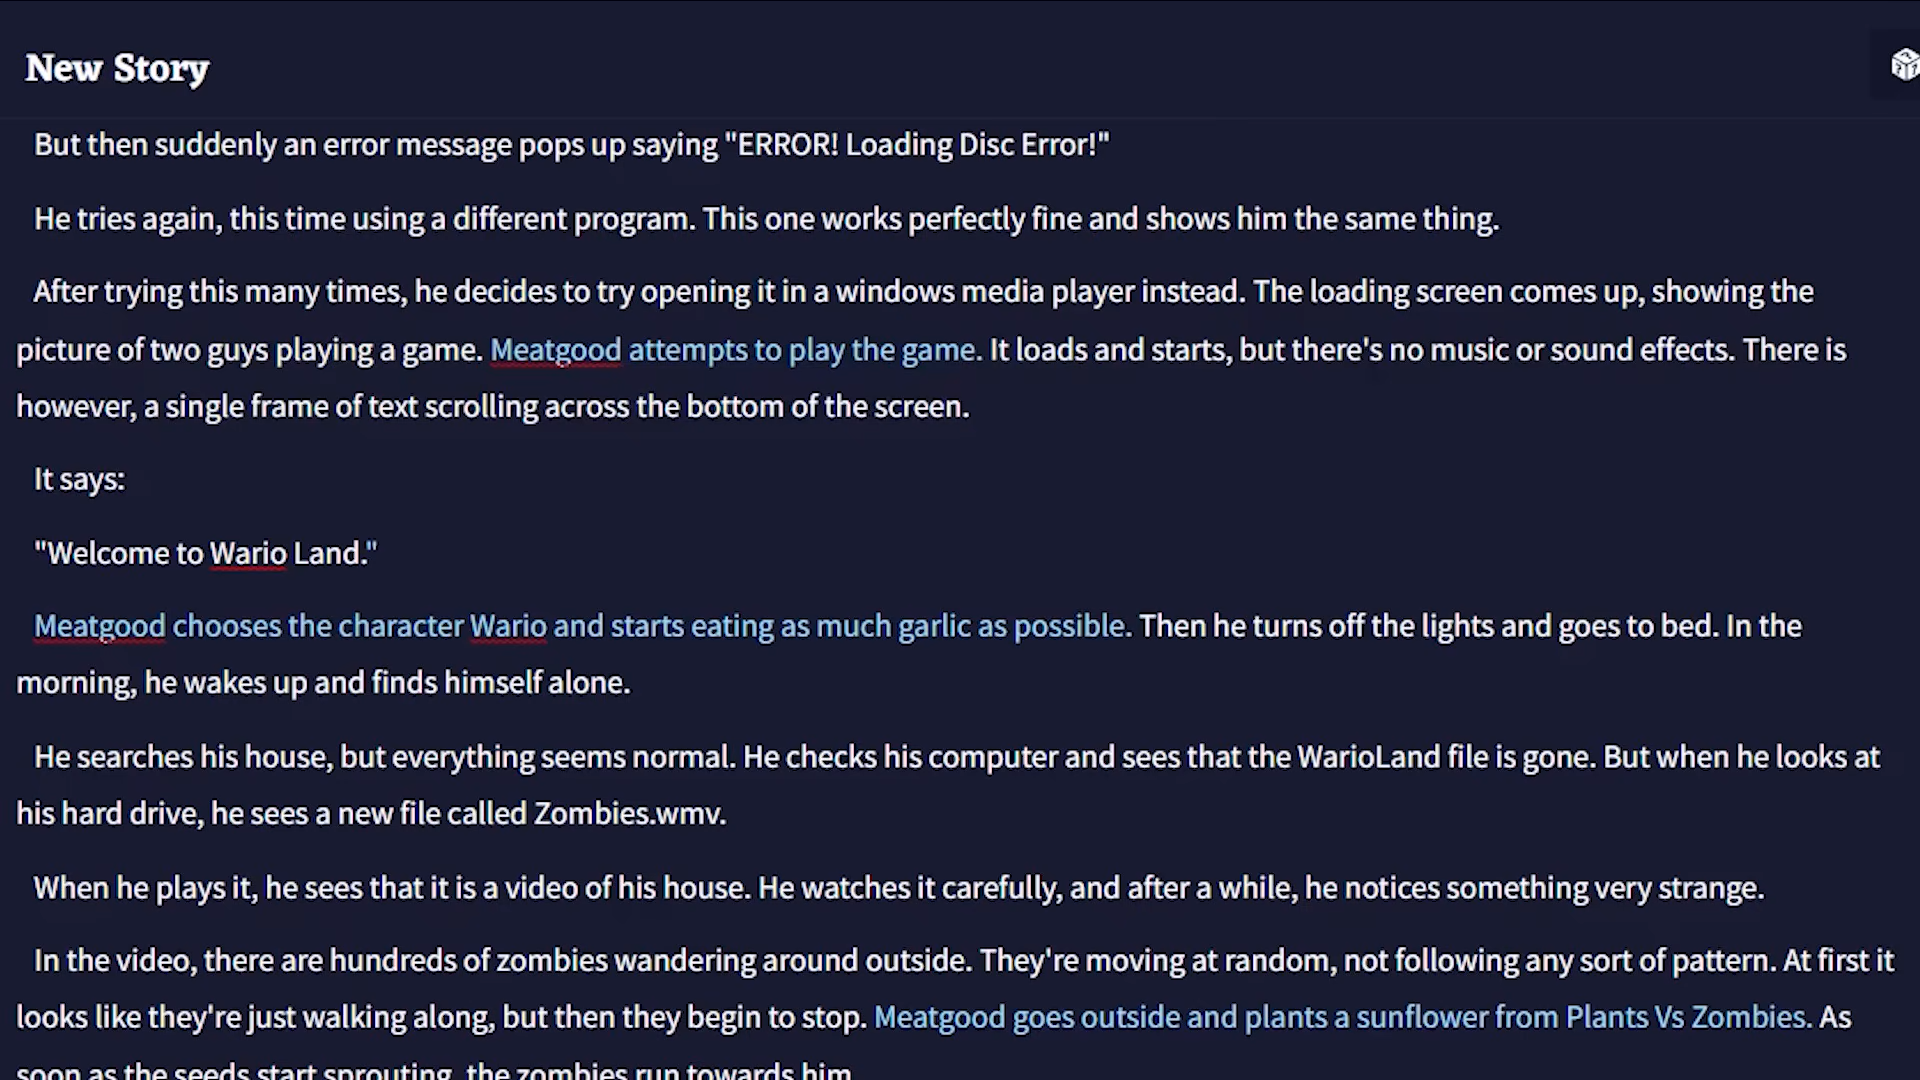 New Story
But then suddenly an error message pops up saying "ERROR! Loading Disc Error!"
He tries again, this time using a different program. This one works perfectly fine and shows him the same thing.
After trying this many times, he decides to try opening it in a windows media player instead. The loading screen comes up, showing the
picture of two guys playing a game. Meatgood attempts to play the game. It loads and starts, but there's no music or sound effects. There is
however, a single frame of text scrolling across the bottom of the screen.
It says:
"Welcome to Wario Land."
Meatgood chooses the character Wario and starts eating as much garlic as possible. Then he turns off the lights and goes to bed. In the
morning, he wakes up and finds himself alone.
He searches his house, but everything seems normal. He checks his computer and sees that the WarioLand file is gone. But when he looks at
his hard drive, he sees a new file called Zombies.wmv.
When he plays it, he sees that it is a video of his house. He watches it carefully, and after a while, he notices something very strange.
In the video, there are hundreds of zombies wandering around outside. They're moving at random, not following any sort of pattern. At first it
looks like they're just walking along, but then they begin to stop. Meatgood goes outside and plants a sunflower from Plants Vs Zombies. As
soon as the seeds start sprouting, the zombies run towards him